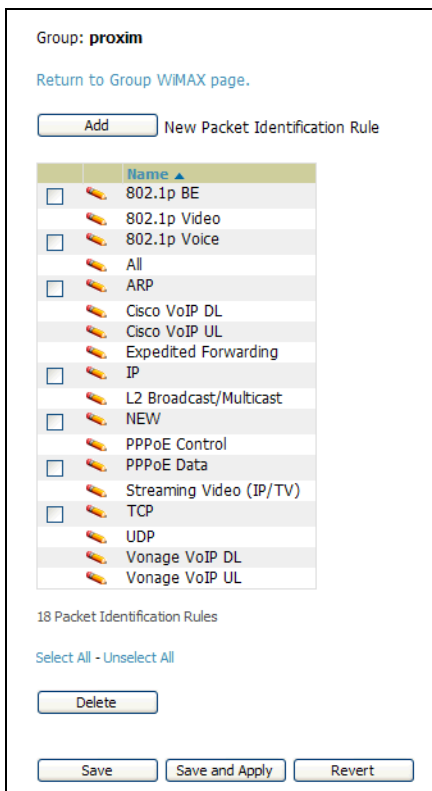 Group: proxim
Return to Group WiMAX page.
Add New Packet Identification Rule
Name
802.1p BE
802.1p Video
802.1p Voice
All
ARP
Cisco VoIP DL
Cisco VoIP UL
Expedited Forwarding
IP
L2 Broadcast/Multicast
NEW
PPPoE Control
PPPoE Data
Streaming Video (IP/TV)
TCP
UDP
Vonage VoIP DL
Vonage VoIP UL
18 Packet Identification Rules
Select All - Unselect All
Delete
Save Save and Apply Revert